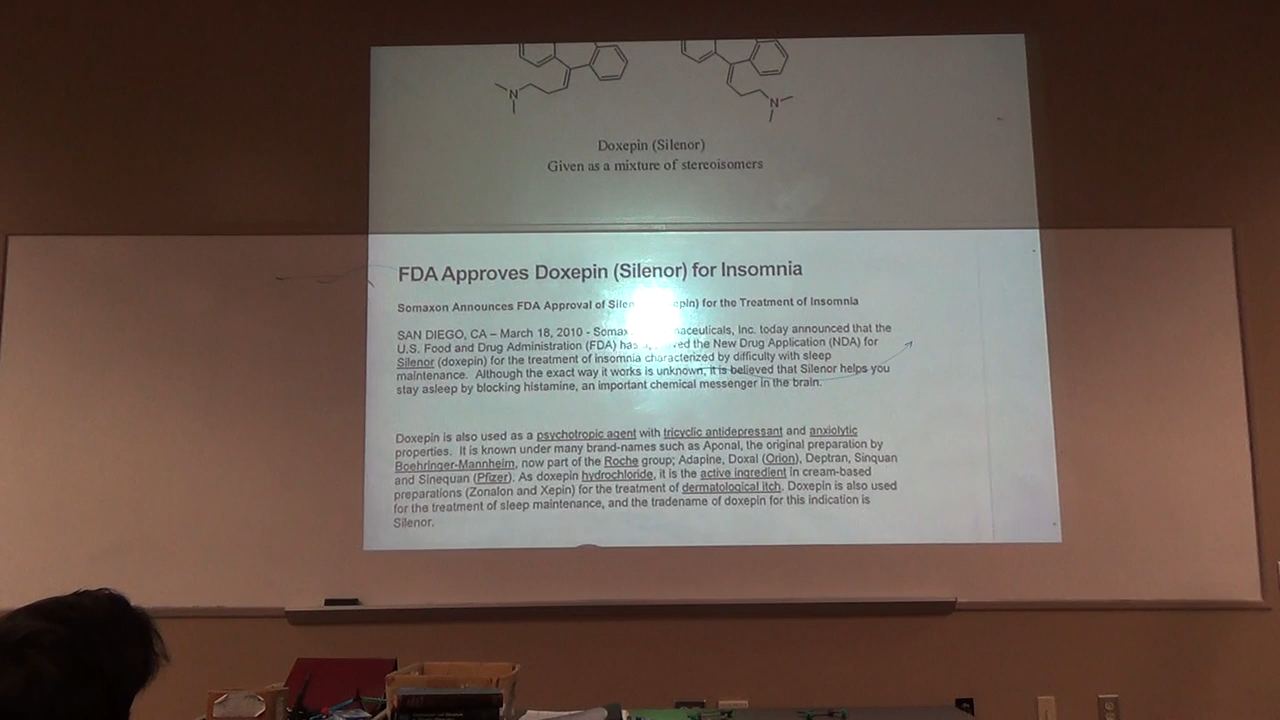 N
N
Doxepin (Silenor)
Given as a mixture of stereoisomers
FDA Approves Doxepin (Silenor) for Insomnia
Somaxon Announces FDA Approval of for the Treatment of Insomnia
SAN DIEGO, CA – March 18, 2010 - Inc. today announced that the
U.S. Food and Drug Administration (FDA) has the New Drug Application (NDA) for
Silenor (doxepin) for the treatment of insomnia characterized by difficulty with sleep
maintenance. Although the exact way it works is unknown, it is believed that Silenor helps you
stay asleep by blocking histamine, an important chemical messenger in the brain.
Doxepin is also used as a psychotropic agent with tricyclic antidepressant and anxiolytic
properties. It is known under many brand-names such as Aponal, the original preparation by
Boehringer-Mannheim, now part of the Roche group; Adapine, Doxal (Orion), Deptran, Sinquan
and Sinequan (Pfizer). As doxepin hydrochloride, it is the active ingredient in cream-based
preparations (Zonalon and Xepin) for the treatment of dermatological itch. Doxepin is also used
for the treatment of sleep maintenance, and the tradename of doxepin for this indication is
Silenor.